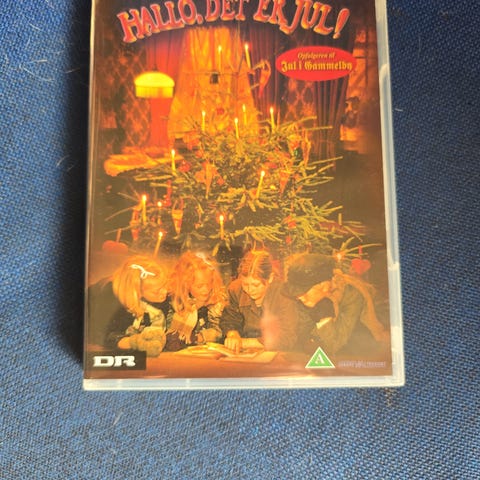 HALLO, DET ER JUL!
Opfølgeren til
Jul i Gammelby
DR
A